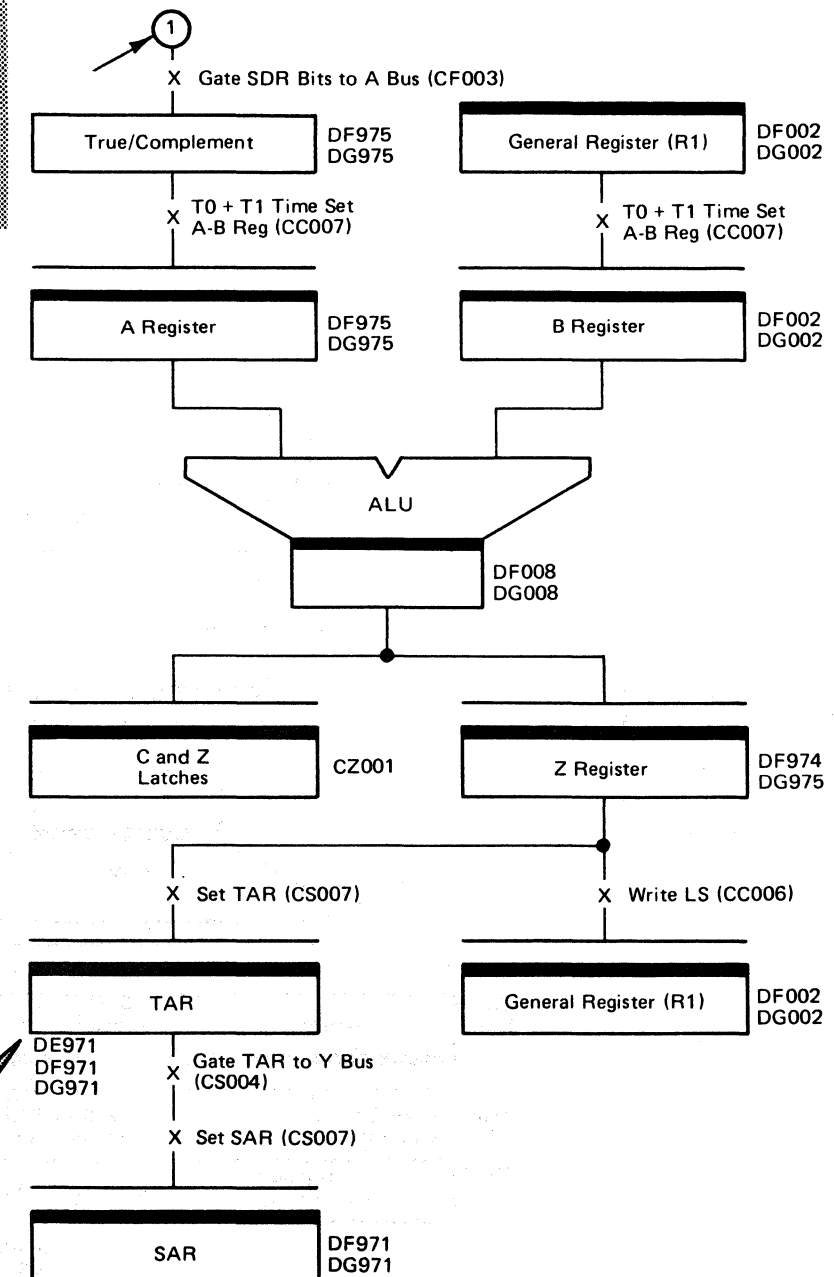 1
X Gate SDR Bits to A Bus (CF003)
True/Complement
DF975
DG975
General Register (R1)
DF002
DG002
X T0 + T1 Time Set
A-B Reg (CC007)
X T0 + T1 Time Set
A-B Reg (CC007)
A Register
DF975
DG975
B Register
DF002
DG002
ALU
DF008
DG008
C and Z
Latches
CZ001
Z Register
DF974
DG975
X Set TAR (CS007)
X Write LS (CC006)
TAR
DE971
DF971
DG971
General Register (R1)
DF002
DG002
X Gate TAR to Y Bus
(CS004)
X Set SAR (CS007)
SAR
DF971
DG971